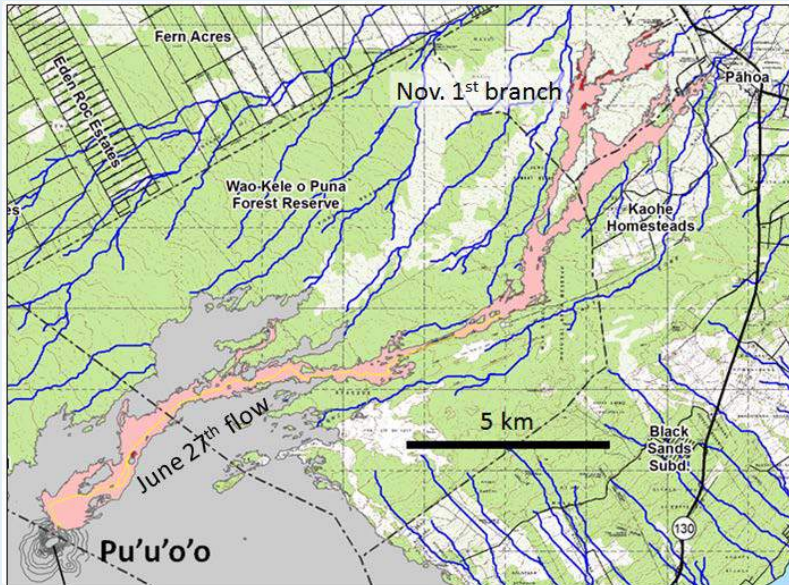 Fern Acres
Eden Roc Estates
Nov. 1st branch
Pāhoa
Wao Kele o Puna
Forest Reserve
es
Kaohe
Homesteads
5 km
June 27th flow
Black
Sands
Subd.
130
Pu'u'o'o